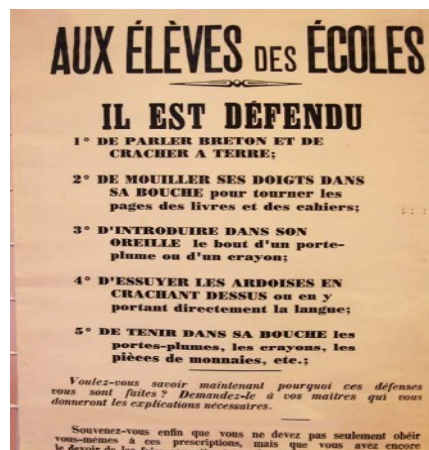 AUX ÉLÈVES DES ÉCOLES
IL EST DÉFENDU
1° DE PARLER BRETON ET DE
CRACHER A TERRE;
2° DE MOUILLER SES DOIGTS DANS
SA BOUCHE pour tourner les
pages des livres et des cahiers;
3° D'INTRODUIRE DANS SON
OREILLE le bout d'un porte-
plume ou d'un crayon;
4° D'ESSUYER LES ARDOISES EN
CRACHANT DESSUS ou en y
portant directement la langue;
5° DE TENIR DANS SA BOUCHE les
portes-plumes, les crayons, les
pièces de monnaies, etc.;
Voulez-vous savoir maintenant pourquoi ces défenses
vous sont faites ? Demandez-le à vos maîtres qui vous
donneront les explications nécessaires.
Souvenez-vous enfin que vous ne devez pas seulement obéir
vous-mêmes à ces prescriptions, mais que vous avez encore
le devoir de les faire